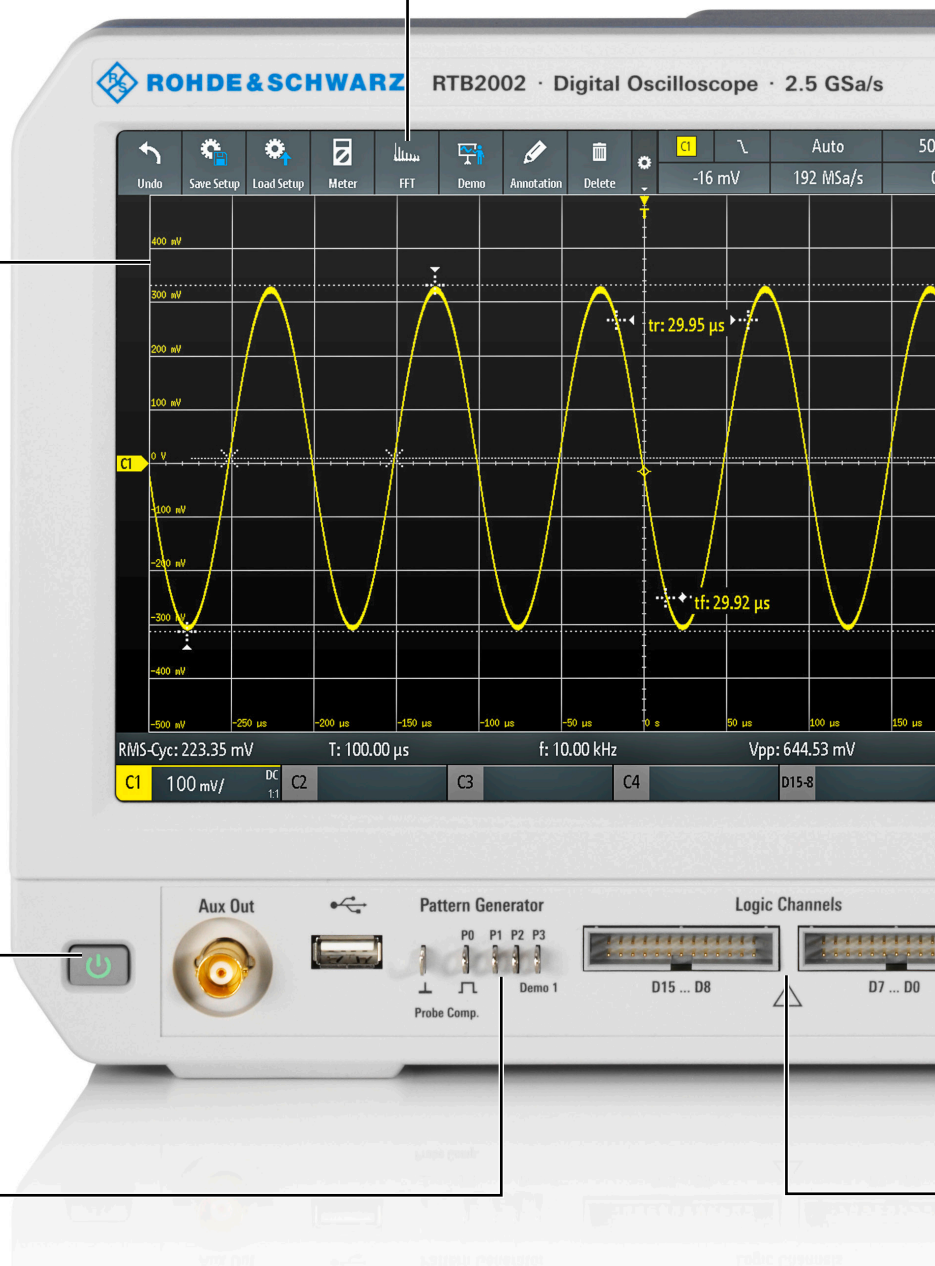 ROHDE&SCHWARZ RTB2002 · Digital Oscilloscope · 2.5 GSa/s
Undo Save Setup Load Setup Meter FFT Demo Annotation Delete
C1 Auto 50
-16 mV 192 MSa/s
T
400 mV
300 mV
tr: 29.95 µs
200 mV
100 mV
0 V
C1
-100 mV
-200 mV
tf: 29.92 µs
-300 mV
-400 mV
-500 mV -250 µs -200 µs -150 µs -100 µs -50 µs 0 s 50 µs 100 µs 150 µs
RMS-Cyc: 223.35 mV T: 100.00 µs f: 10.00 kHz Vpp: 644.53 mV
C1 100 mV/ DC 1:1 C2 C3 C4 D15-8
Aux Out Pattern Generator Logic Channels
P0 P1 P2 P3
Demo 1 D15 ... D8 D7 ... D0
Probe Comp.